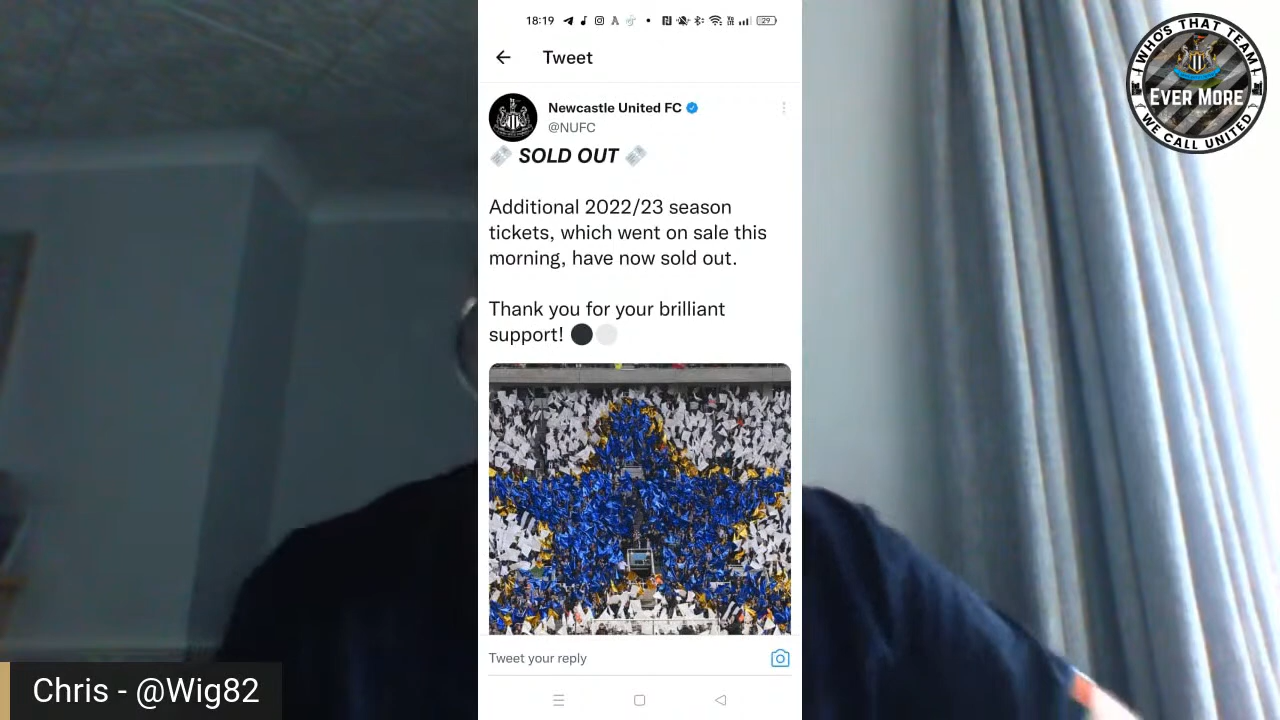 18:19
29
Tweet
Newcastle United FC
@NUFC
SOLD OUT
Additional 2022/23 season
tickets, which went on sale this
morning, have now sold out.
Thank you for your brilliant
support!
Tweet your reply
WHO'S THAT TEAM
EVER MORE
WE CALL UNITED
Chris - @Wig82